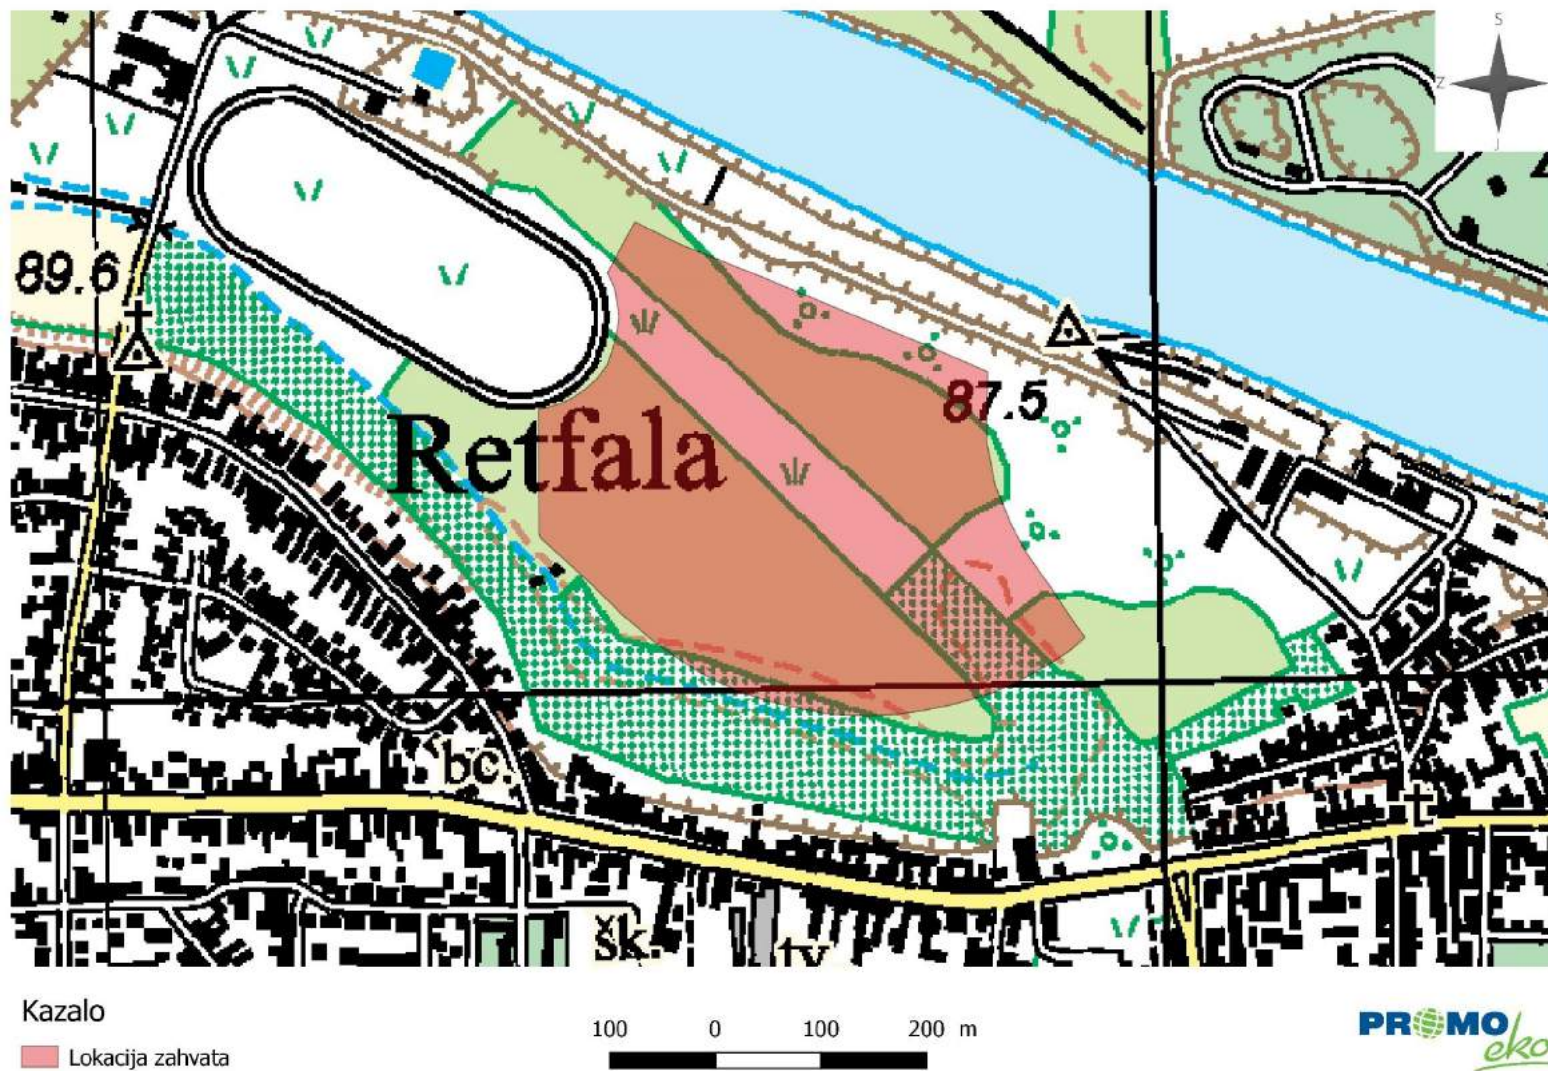 S
Z
J
89.6
87.5
Retfala
bc.
šk.
tv.
Kazalo
Lokacija zahvata
100 0 100 200 m
PROMO
eko